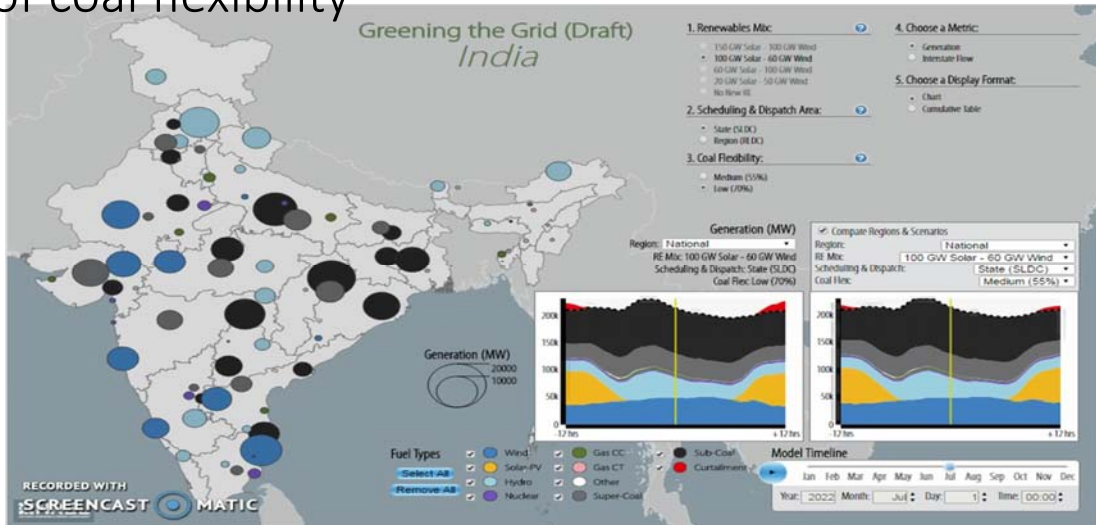 of coal flexibility
Greening the Grid (Draft)
India
1. Renewables Mix:
150 GW Solar - 100 GW Wind
100 GW Solar - 60 GW Wind
60 GW Solar - 100 GW Wind
20 GW Solar - 50 GW Wind
No New RE
2. Scheduling & Dispatch Area:
State (SLDC)
Region (RLDC)
3. Coal Flexibility:
Medium (55%)
Low (70%)
4. Choose a Metric:
Generation
Interstate Flow
5. Choose a Display Format:
Chart
Cumulative Table
Generation (MW)
Region: National
RE Mix: 100 GW Solar - 60 GW Wind
Scheduling & Dispatch: State (SLDC)
Coal Flex: Low (70%)
Compare Regions & Scenarios
Region: National
RE Mix: 100 GW Solar - 60 GW Wind
Scheduling & Dispatch: State (SLDC)
Coal Flex: Medium (55%)
200k
150k
100k
50k
0
-12 hrs
+12 hrs
200k
150k
100k
50k
0
-12 hrs
+12 hrs
Generation (MW)
20000
10000
Fuel Types
Select All
Remove All
Wind
Solar-PV
Hydro
Nuclear
Gas CC
Gas CT
Other
Super-Coal
Sub-Coal
Curtailment
Model Timeline
Jan Feb Mar Apr May Jun Jul Aug Sep Oct Nov Dec
Year: 2022 Month: Jul Day: 1 Time: 00:00
RECORDED WITH
SCREENCAST MATIC